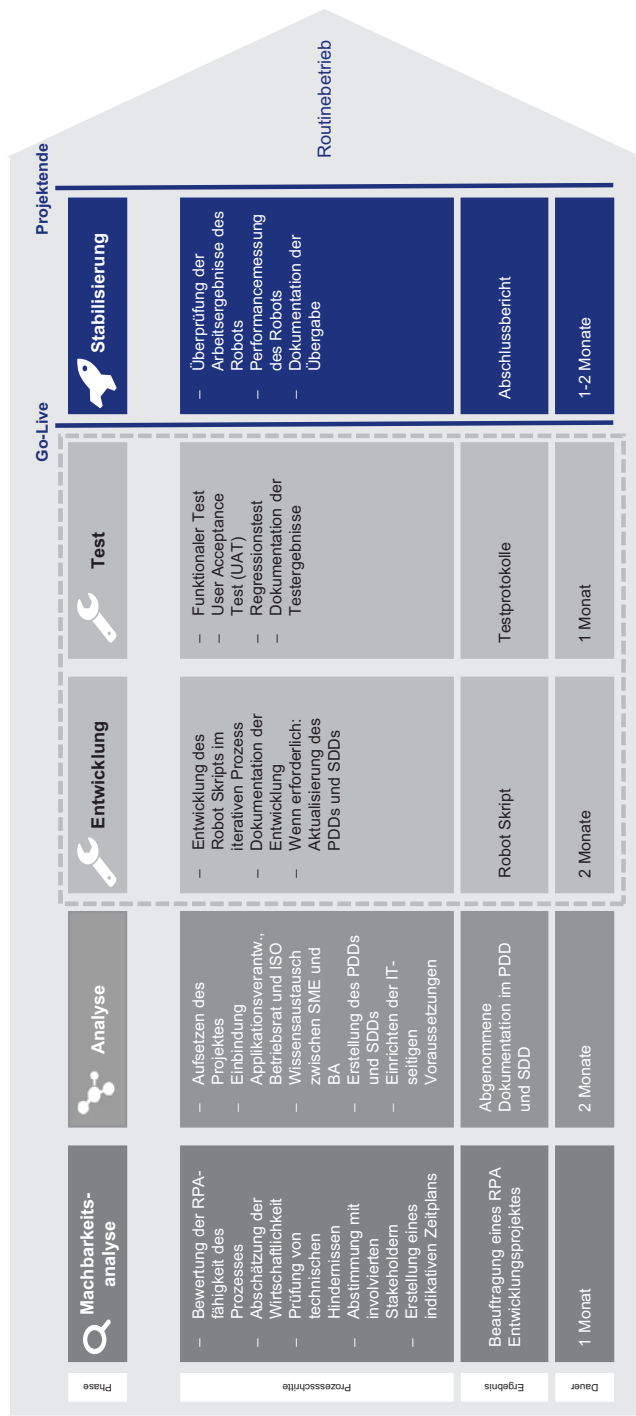 Go-Live
Projektende
Phase
Machbarkeits-
analyse
Analyse
Entwicklung
Test
Stabilisierung
Prozesssschritte
– Bewertung der RPA-
fähigkeit des
Prozesses
– Abschätzung der
Wirtschaftlichkeit
– Prüfung von
technischen
Hindernissen
– Abstimmung mit
involvierten
Stakeholdern
– Erstellung eines
indikativen Zeitplans
– Aufsetzen des
Projektes
– Einbindung
Applikationsverantw.,
Betriebsrat und ISO
– Wissensaustausch
zwischen SME und
BA
– Erstellung des PDDs
und SDDs
– Einrichten der IT-
seitigen
Voraussetzungen
– Entwicklung des
Robot Skripts im
iterativen Prozess
– Dokumentation der
Entwicklung
– Wenn erforderlich:
Aktualisierung des
PDDs und SDDs
– Funktionaler Test
– User Acceptance
Test (UAT)
– Regressionstest
– Dokumentation der
Testergebnisse
– Überprüfung der
Arbeitsergebnisse des
Robots
– Performancemessung
des Robots
– Dokumentation der
Übergabe
Ergebnis
Beauftragung eines RPA
Entwicklungsprojektes
Abgenommene
Dokumentation im PDD
und SDD
Robot Skript
Testprotokolle
Abschlussbericht
Dauer
1 Monat
2 Monate
2 Monate
1 Monat
1-2 Monate
Routinebetrieb